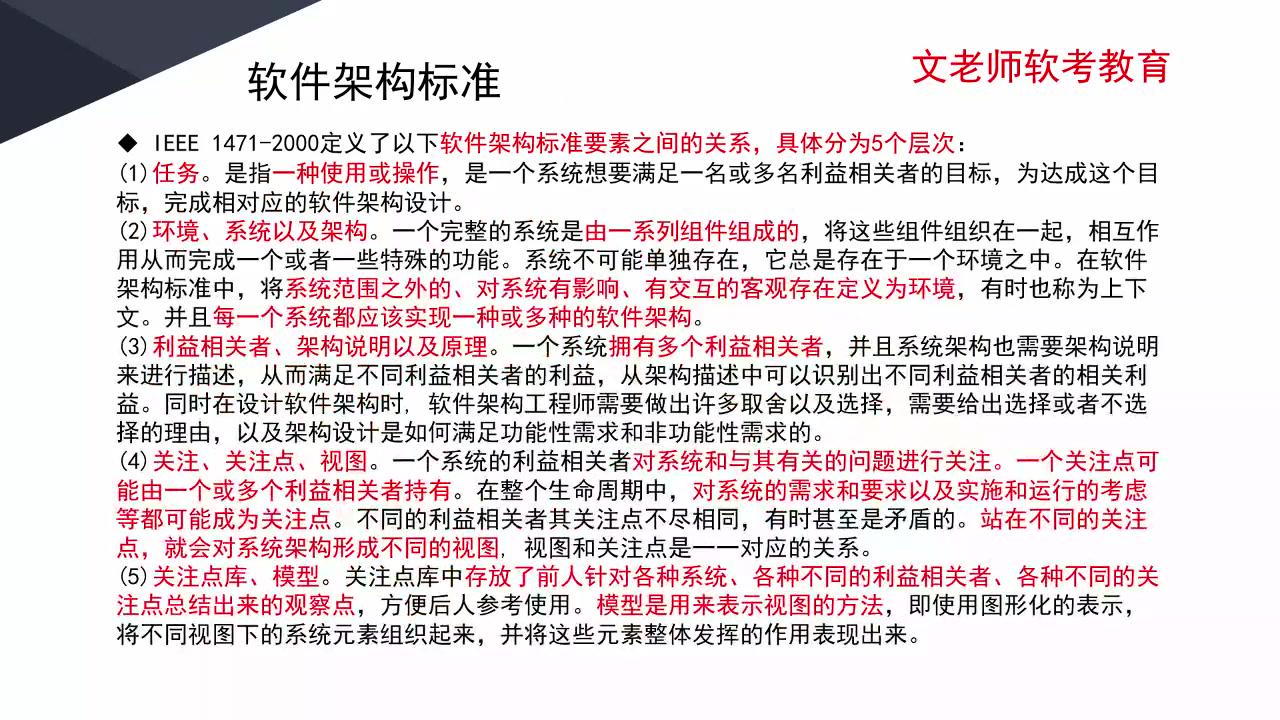 软件架构标准
文老师软考教育
◆ IEEE 1471-2000定义了以下软件架构标准要素之间的关系，具体分为5个层次：
(1)任务。是指一种使用或操作，是一个系统想要满足一名或多名利益相关者的目标，为达成这个目
标，完成相对应的软件架构设计。
(2)环境、系统以及架构。一个完整的系统是由一系列组件组成的，将这些组件组织在一起，相互作
用从而完成一个或者一些特殊的功能。系统不可能单独存在，它总是存在于一个环境之中。在软件
架构标准中，将系统范围之外的、对系统有影响、有交互的客观存在定义为环境，有时也称为上下
文。并且每一个系统都应该实现一种或多种的软件架构。
(3)利益相关者、架构说明以及原理。一个系统拥有多个利益相关者，并且系统架构也需要架构说明
来进行描述，从而满足不同利益相关者的利益，从架构描述中可以识别出不同利益相关者的相关利
益。同时在设计软件架构时, 软件架构工程师需要做出许多取舍以及选择，需要给出选择或者不选
择的理由，以及架构设计是如何满足功能性需求和非功能性需求的。
(4)关注、关注点、视图。一个系统的利益相关者对系统和与其有关的问题进行关注。一个关注点可
能由一个或多个利益相关者持有。在整个生命周期中，对系统的需求和要求以及实施和运行的考虑
等都可能成为关注点。不同的利益相关者其关注点不尽相同，有时甚至是矛盾的。站在不同的关注
点，就会对系统架构形成不同的视图, 视图和关注点是一一对应的关系。
(5)关注点库、模型。关注点库中存放了前人针对各种系统、各种不同的利益相关者、各种不同的关
注点总结出来的观察点，方便后人参考使用。模型是用来表示视图的方法，即使用图形化的表示，
将不同视图下的系统元素组织起来，并将这些元素整体发挥的作用表现出来。